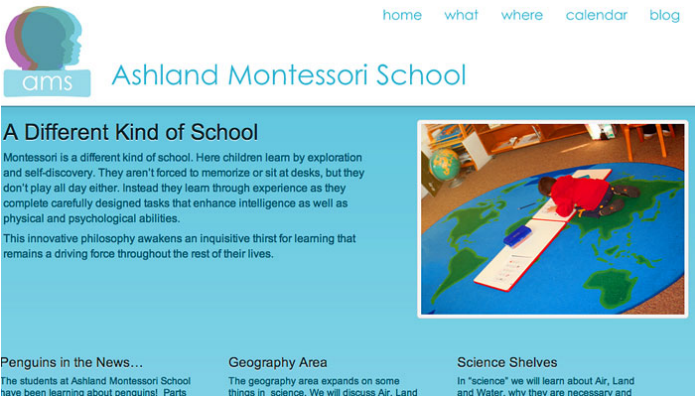 home what where calendar blog
ams
Ashland Montessori School
A Different Kind of School
Montessori is a different kind of school. Here children learn by exploration
and self-discovery. They aren't forced to memorize or sit at desks, but they
don't play all day either. Instead they learn through experience as they
complete carefully designed tasks that enhance intelligence as well as
physical and psychological abilities.
This innovative philosophy awakens an inquisitive thirst for learning that
remains a driving force throughout the rest of their lives.
Penguins in the News...
The students at Ashland Montessori School
have been learning about penguins! Parts
Geography Area
The geography area expands on some
things in science. We will discuss Air, Land
Science Shelves
In "science" we will learn about Air, Land
and Water, why they are necessary and